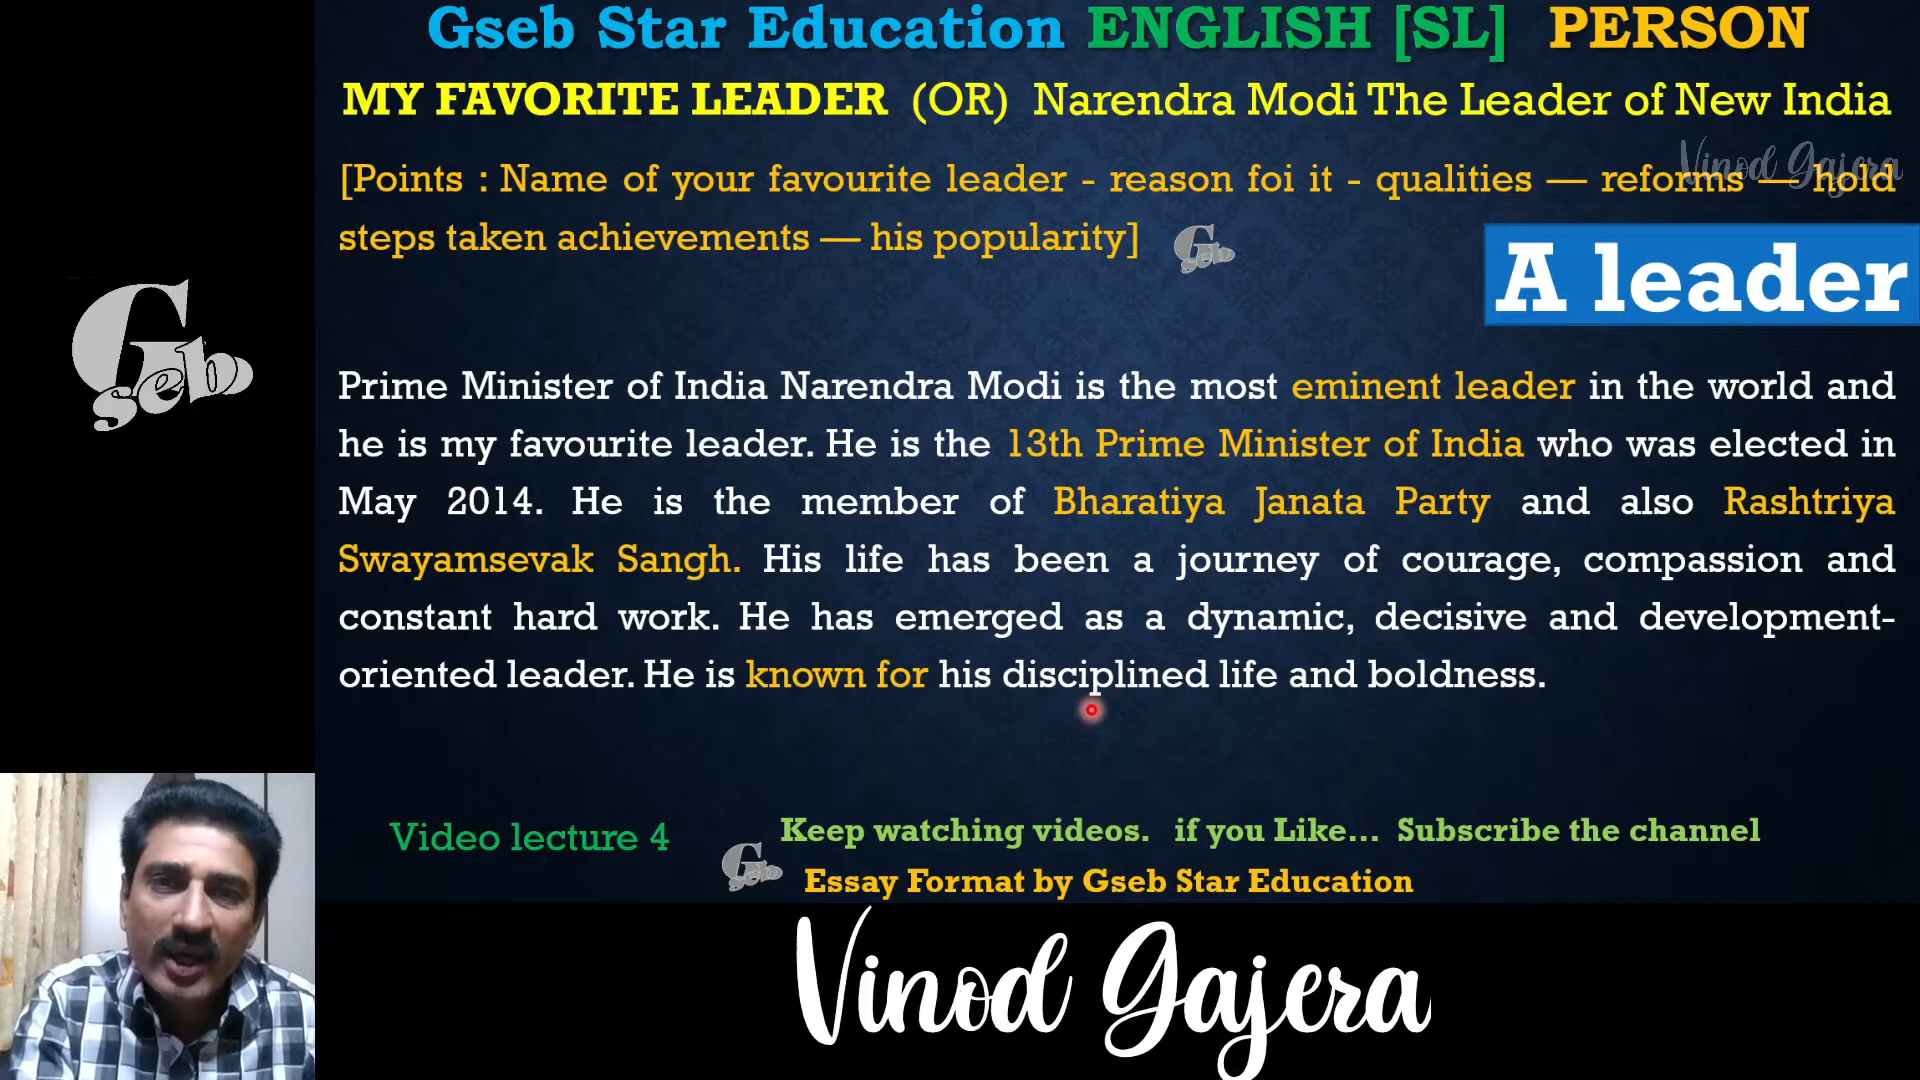 Gseb Star Education ENGLISH [SL] PERSON
MY FAVORITE LEADER (OR) Narendra Modi The Leader of New India
Vinod Gajera
[Points : Name of your favourite leader - reason foi it - qualities — reforms — hold
steps taken achievements — his popularity]
Gseb
A leader
Gseb
Prime Minister of India Narendra Modi is the most eminent leader in the world and
he is my favourite leader. He is the 13th Prime Minister of India who was elected in
May 2014. He is the member of Bharatiya Janata Party and also Rashtriya
Swayamsevak Sangh. His life has been a journey of courage, compassion and
constant hard work. He has emerged as a dynamic, decisive and development-
oriented leader. He is known for his disciplined life and boldness.
Video lecture 4
Gseb
Keep watching videos. if you Like... Subscribe the channel
Essay Format by Gseb Star Education
Vinod Gajera